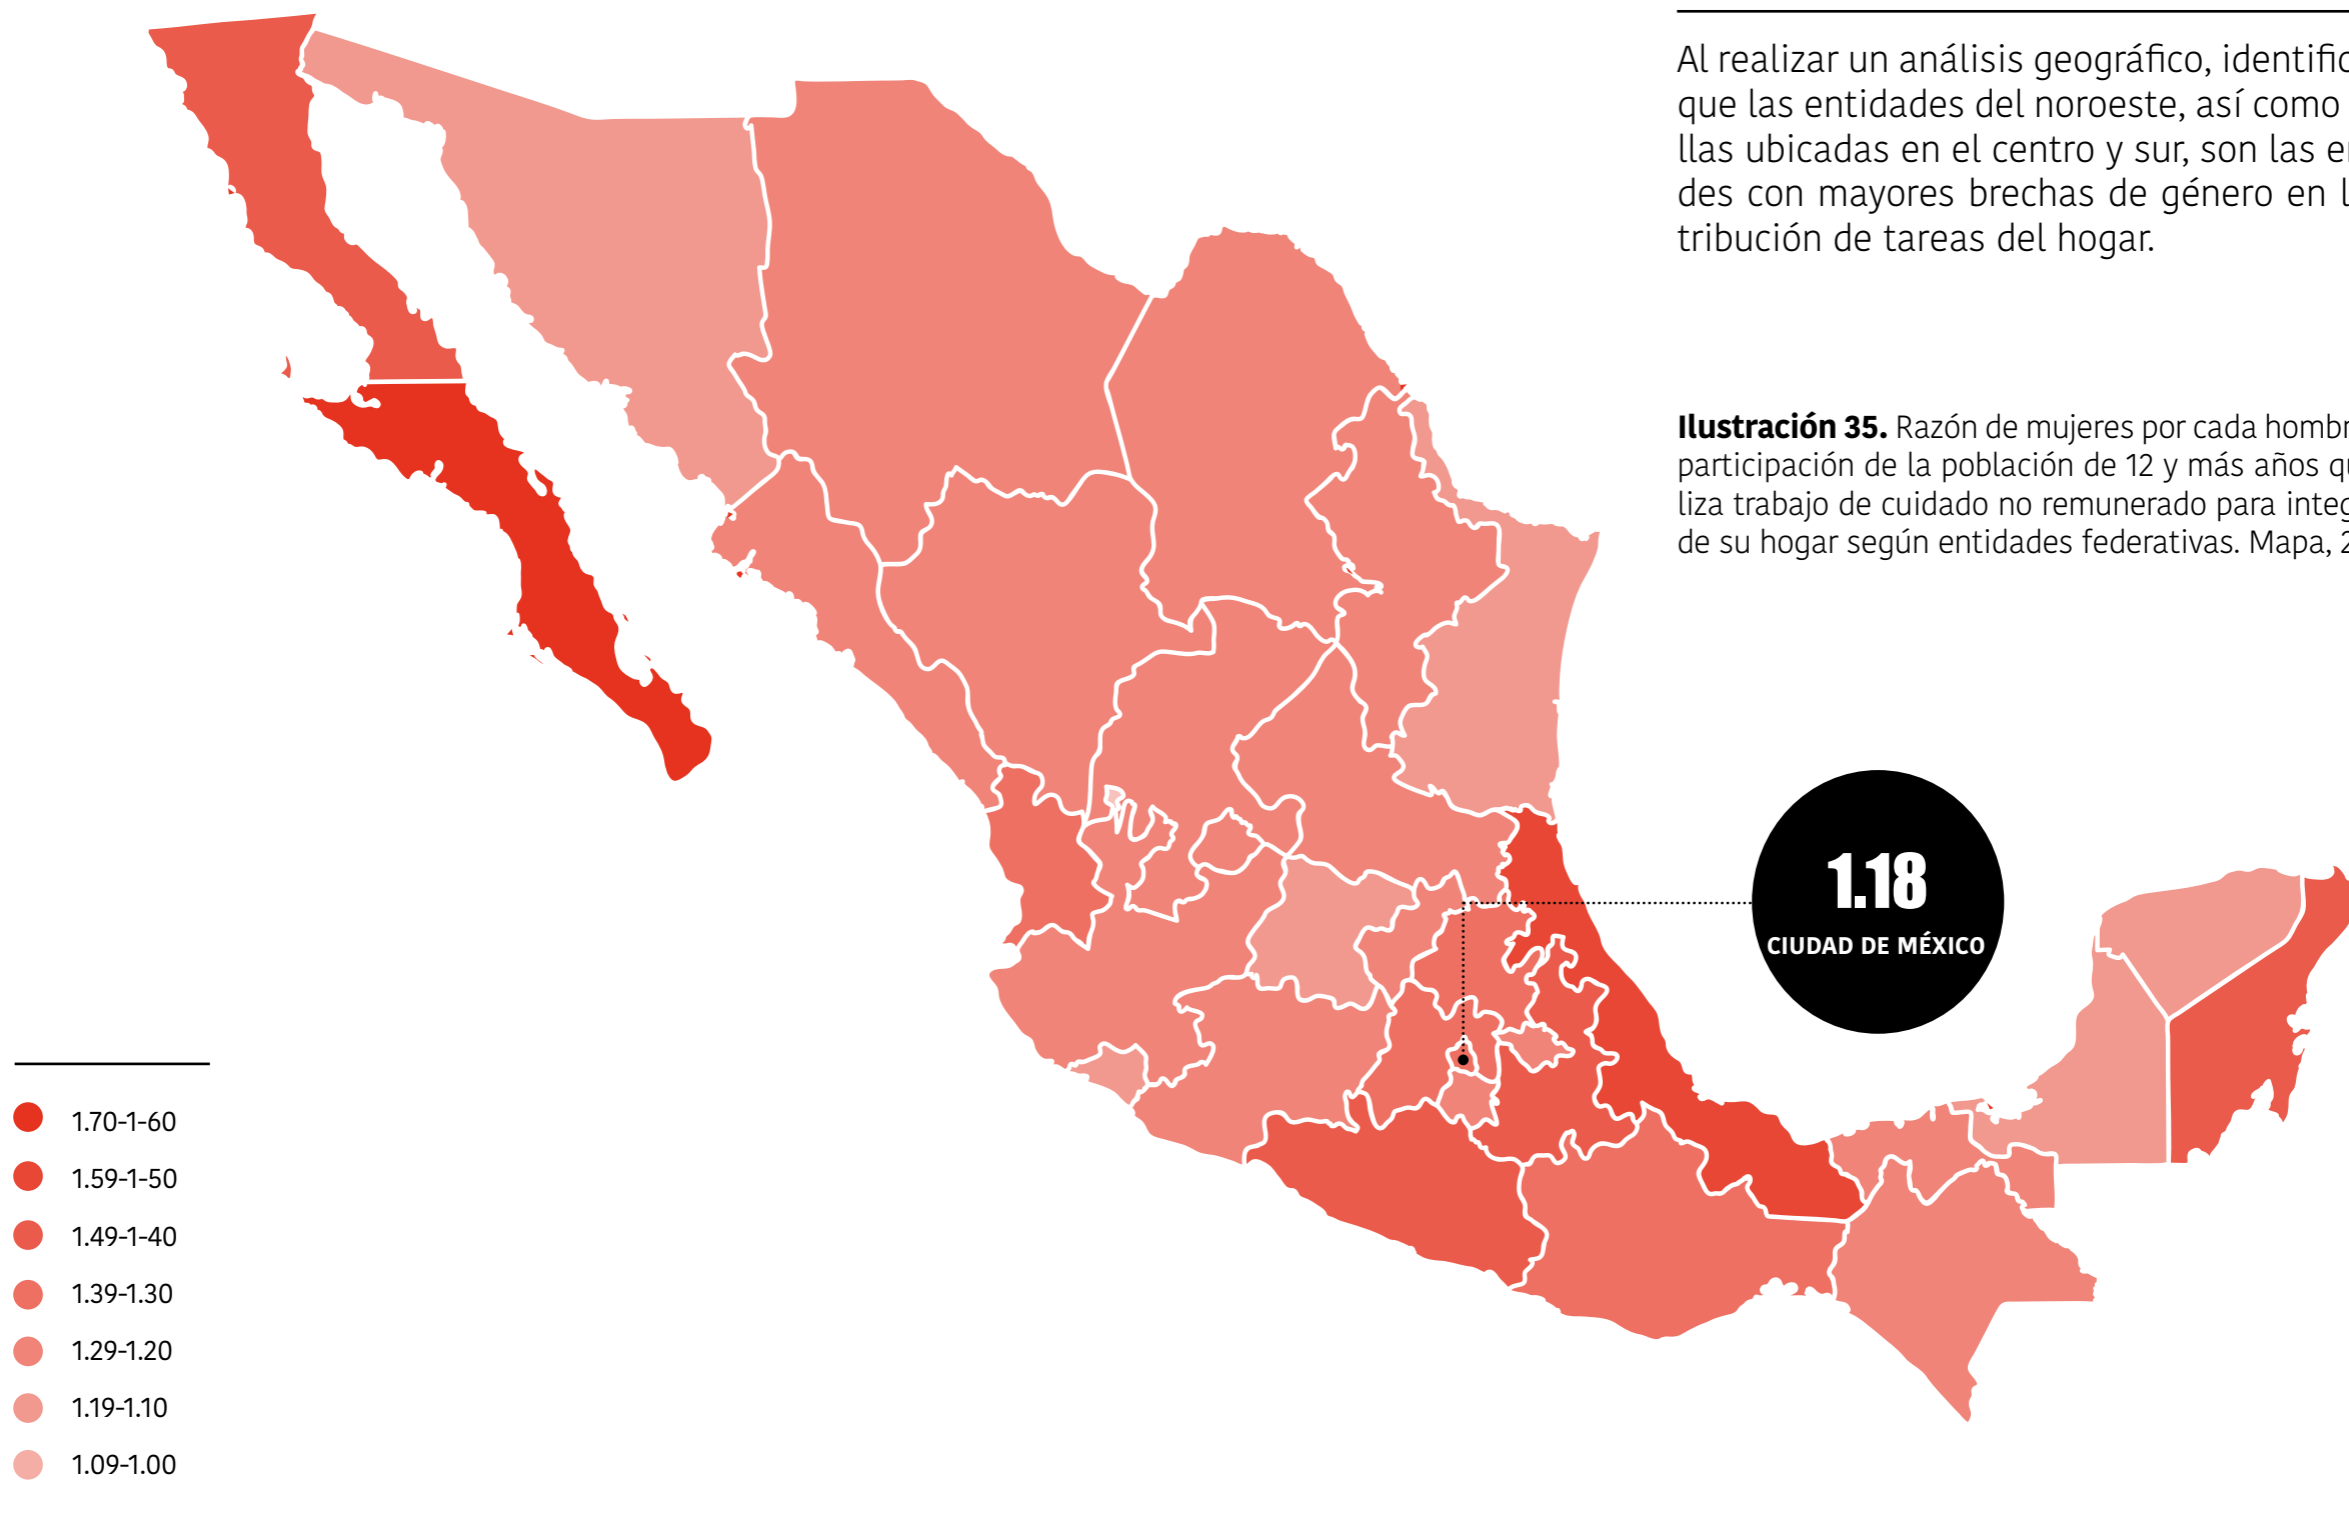 Al realizar un análisis geográfico,
que las entidades del noroeste, así como
llas ubicadas en el centro y sur, son las
des con mayores brechas de género en
tribución de tareas del hogar.
Ilustración 35. Razón de mujeres por cada
participación de la población de 12 y más años
liza trabajo de cuidado no remunerado para
de su hogar según entidades federativas. Mapa,
1.18
CIUDAD DE MÉXICO
1.70-1-60
1.59-1-50
1.49-1-40
1.39-1.30
1.29-1.20
1.19-1.10
1.09-1.00